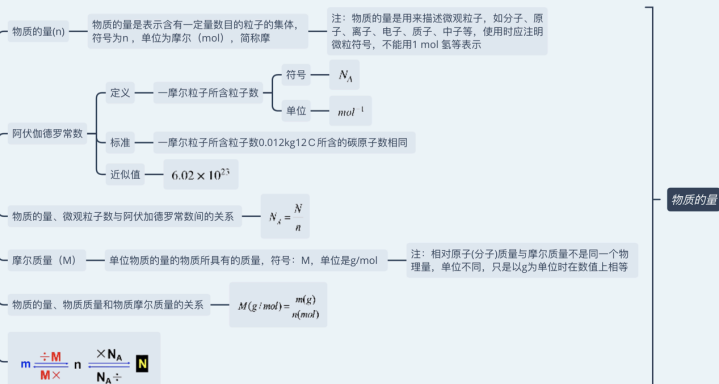 物质的量(n)
物质的量是表示含有一定量数目的粒子的集体，
符号为n ，单位为摩尔（mol），简称摩
注：物质的量是用来描述微观粒子，如分子、原
子、离子、电子、质子、中子等，使用时应注明
微粒符号，不能用1 mol 氢等表示
阿伏伽德罗常数
定义
一摩尔粒子所含粒子数
符号
N_A
单位
mol⁻¹
标准
一摩尔粒子所含粒子数0.012kg12C所含的碳原子数相同
近似值
6.02 × 10²³
物质的量、微观粒子数与阿伏伽德罗常数间的关系
N_A = N/n
摩尔质量（M）
单位物质的量的物质所具有的质量，符号：M，单位是g/mol
注：相对原子(分子)质量与摩尔质量不是同一个物
理量，单位不同，只是以g为单位时在数值上相等
物质的量、物质质量和物质摩尔质量的关系
M(g/mol) = m(g)/n(mol)
÷M ×N_A
m n N
M× N_A÷
物质的量